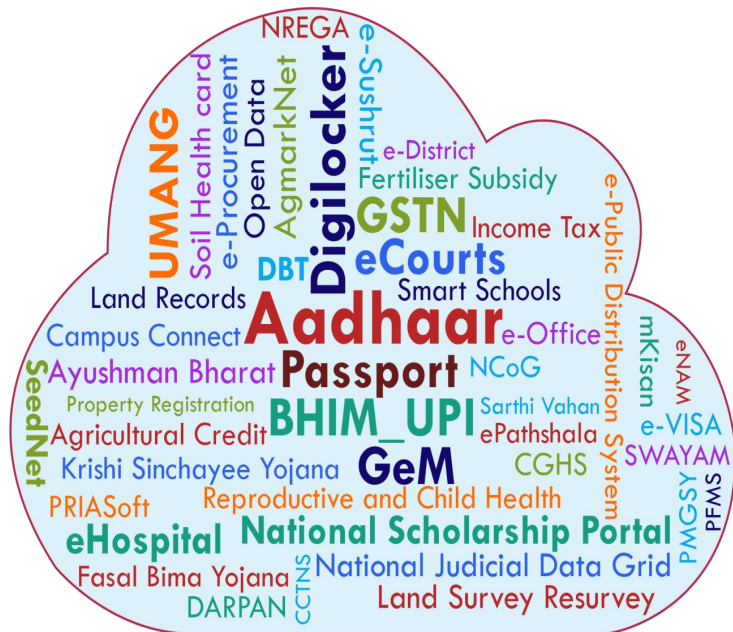 NREGA
e-Sushrut
Digilocker
AgmarkNet
Open Data
e-Procurement
Soil Health card
UMANG
e-District
Fertiliser Subsidy
GSTN
Income Tax
e-Public Distribution System
DBT
eCourts
Land Records
Smart Schools
Aadhaar
Campus Connect
e-Office
mKisan
eNAM
SeedNet
Ayushman Bharat
Passport
NCoG
Property Registration
BHIM_UPI
Sarthi Vahan
e-VISA
Agricultural Credit
ePathshala
SWAYAM
Krishi Sinchayee Yojana
GeM
CGHS
PMGSY
PFMS
PRIASoft
Reproductive and Child Health
eHospital
National Scholarship Portal
Fasal Bima Yojana
CCTNS
National Judicial Data Grid
DARPAN
Land Survey Resurvey